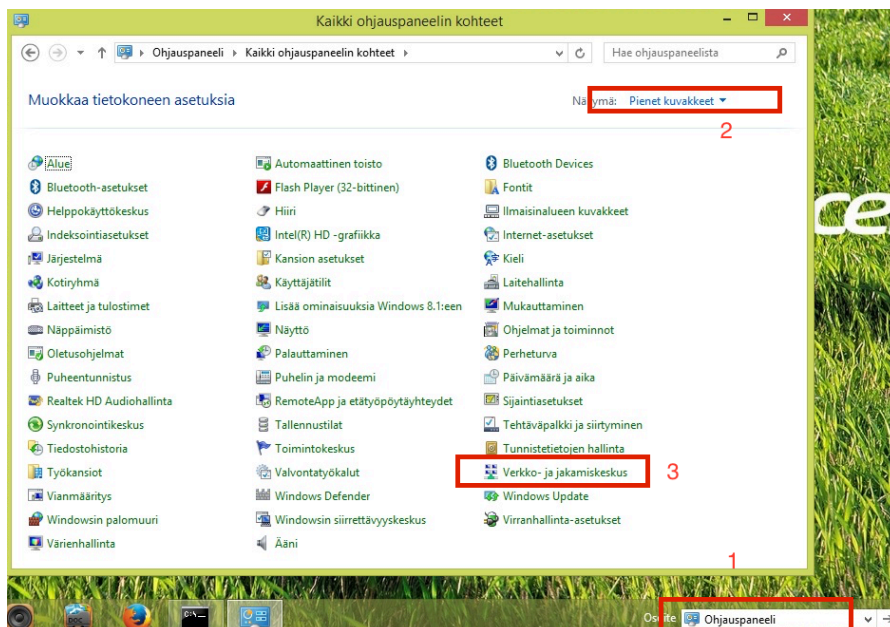 Kaikki ohjauspaneelin kohteet
Ohjauspaneeli ▸ Kaikki ohjauspaneelin kohteet ▸
Hae ohjauspaneelista
Muokkaa tietokoneen asetuksia
Pienet kuvakkeet
2
Alue
Automaattinen toisto
Bluetooth Devices
Bluetooth-asetukset
Flash Player (32-bittinen)
Fontit
Helppokäyttökeskus
Hiiri
Ilmaisinalueen kuvakkeet
Indeksointiasetukset
Intel(R) HD -grafiikka
Internet-asetukset
Järjestelmä
Kansion asetukset
Kieli
Kotiryhmä
Käyttäjätilit
Laitehallinta
Laitteet ja tulostimet
Lisää ominaisuuksia Windows 8.1:een
Mukauttaminen
Näppäimistö
Näyttö
Ohjelmat ja toiminnot
Oletusohjelmat
Palauttaminen
Perheturva
Puheentunnistus
Puhelin ja modeemi
Päivämäärä ja aika
Realtek HD Audiohallinta
RemoteApp ja etätyöpöytäyhteydet
Sijaintiasetukset
Synkronointikeskus
Tallennustilat
Tehtäväpalkki ja siirtyminen
Tiedostohistoria
Toimintokeskus
Tunnistetietojen hallinta
Työkansiot
Valvontatyökalut
Verkko- ja jakamiskeskus
3
Vianmääritys
Windows Defender
Windows Update
Windowsin palomuuri
Windowsin siirrettävyyskeskus
Virranhallinta-asetukset
Värienhallinta
Ääni
1
Ohjauspaneeli